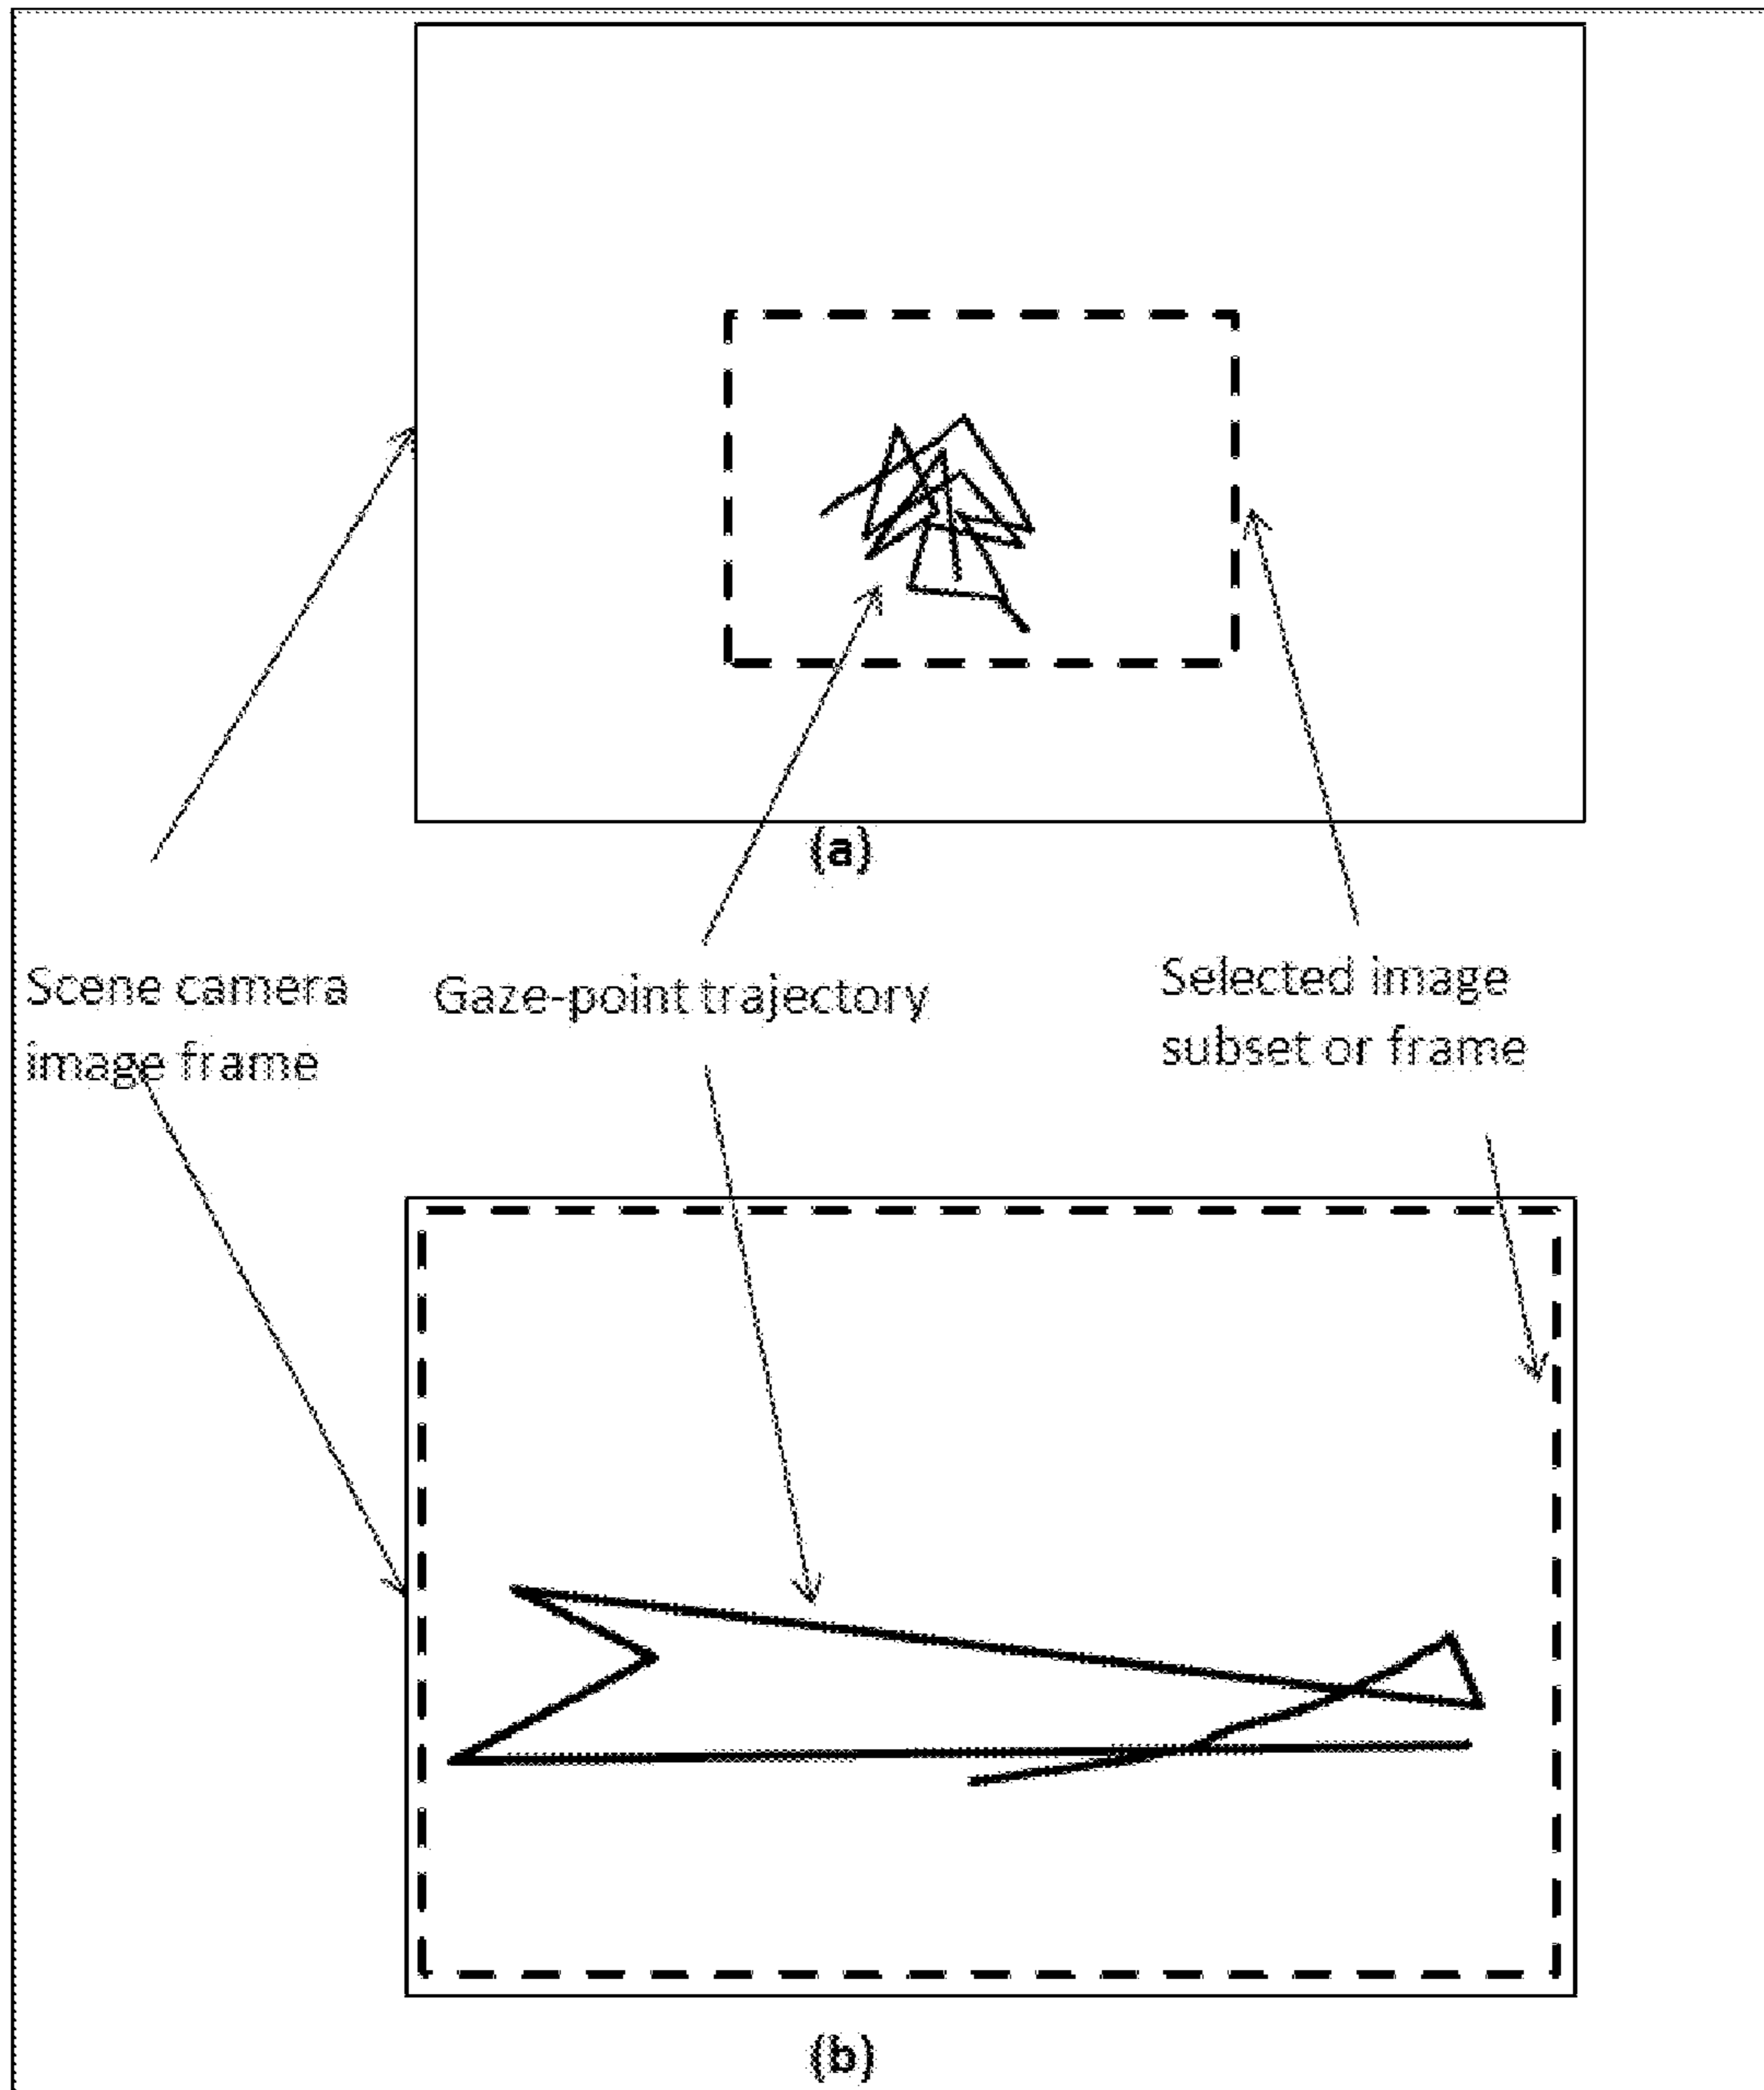 (a)
Scene camera
image frame
Gaze-point trajectory
Selected image
subset or frame
(b)